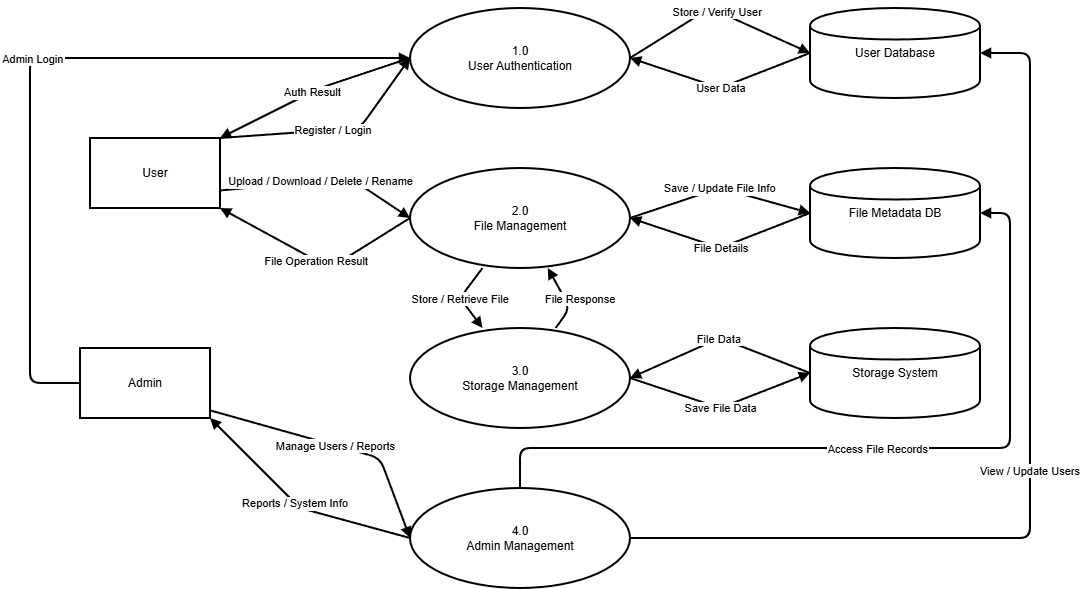 Store / Verify User
1.0
User Authentication
User Database
Admin Login
Auth Result
User Data
Register / Login
User
Upload / Download / Delete / Rename
Save / Update File Info
2.0
File Management
File Metadata DB
File Details
File Operation Result
Store / Retrieve File
File Response
File Data
3.0
Storage Management
Storage System
Admin
Save File Data
Manage Users / Reports
Access File Records
View / Update Users
Reports / System Info
4.0
Admin Management